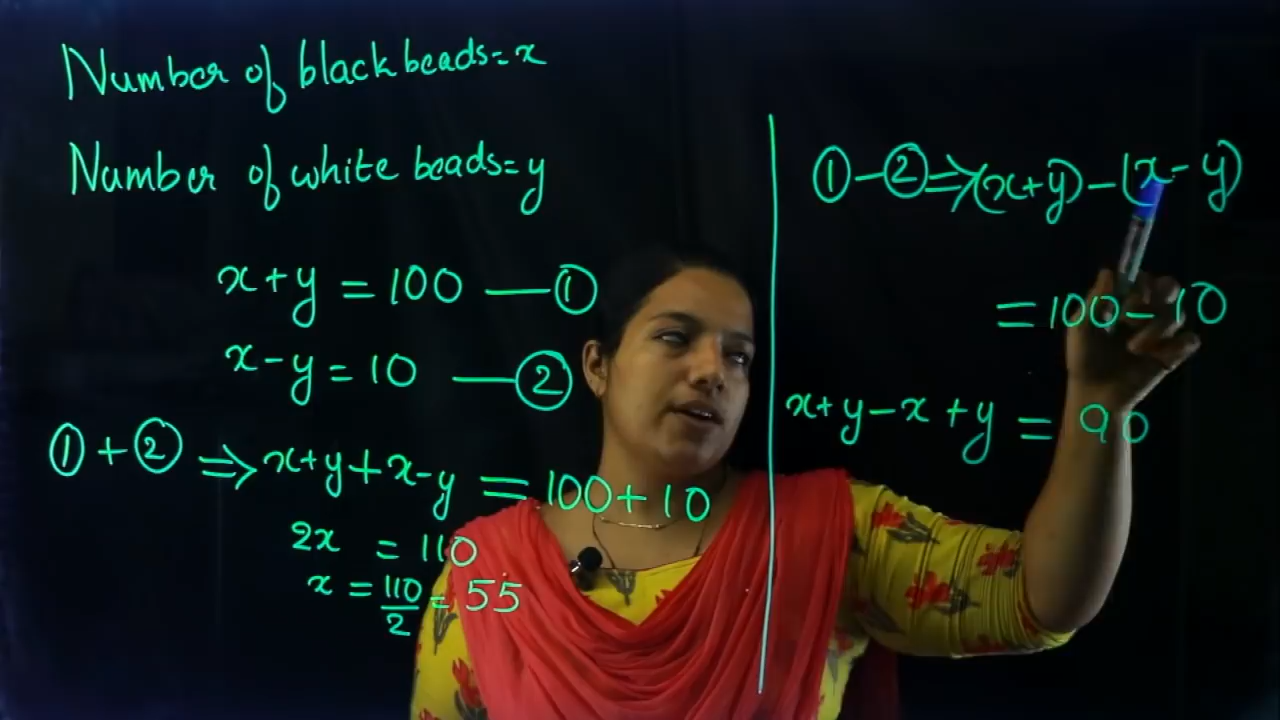 Number of black beads = x
Number of white beads = y
x + y = 100 — ①
x - y = 10 — ②
① + ② ⇒ x + y + x - y = 100 + 10
2x = 110
x = 110/2 = 55
① - ② ⇒ (x + y) - (x - y)
= 100 - 10
x + y - x + y = 90